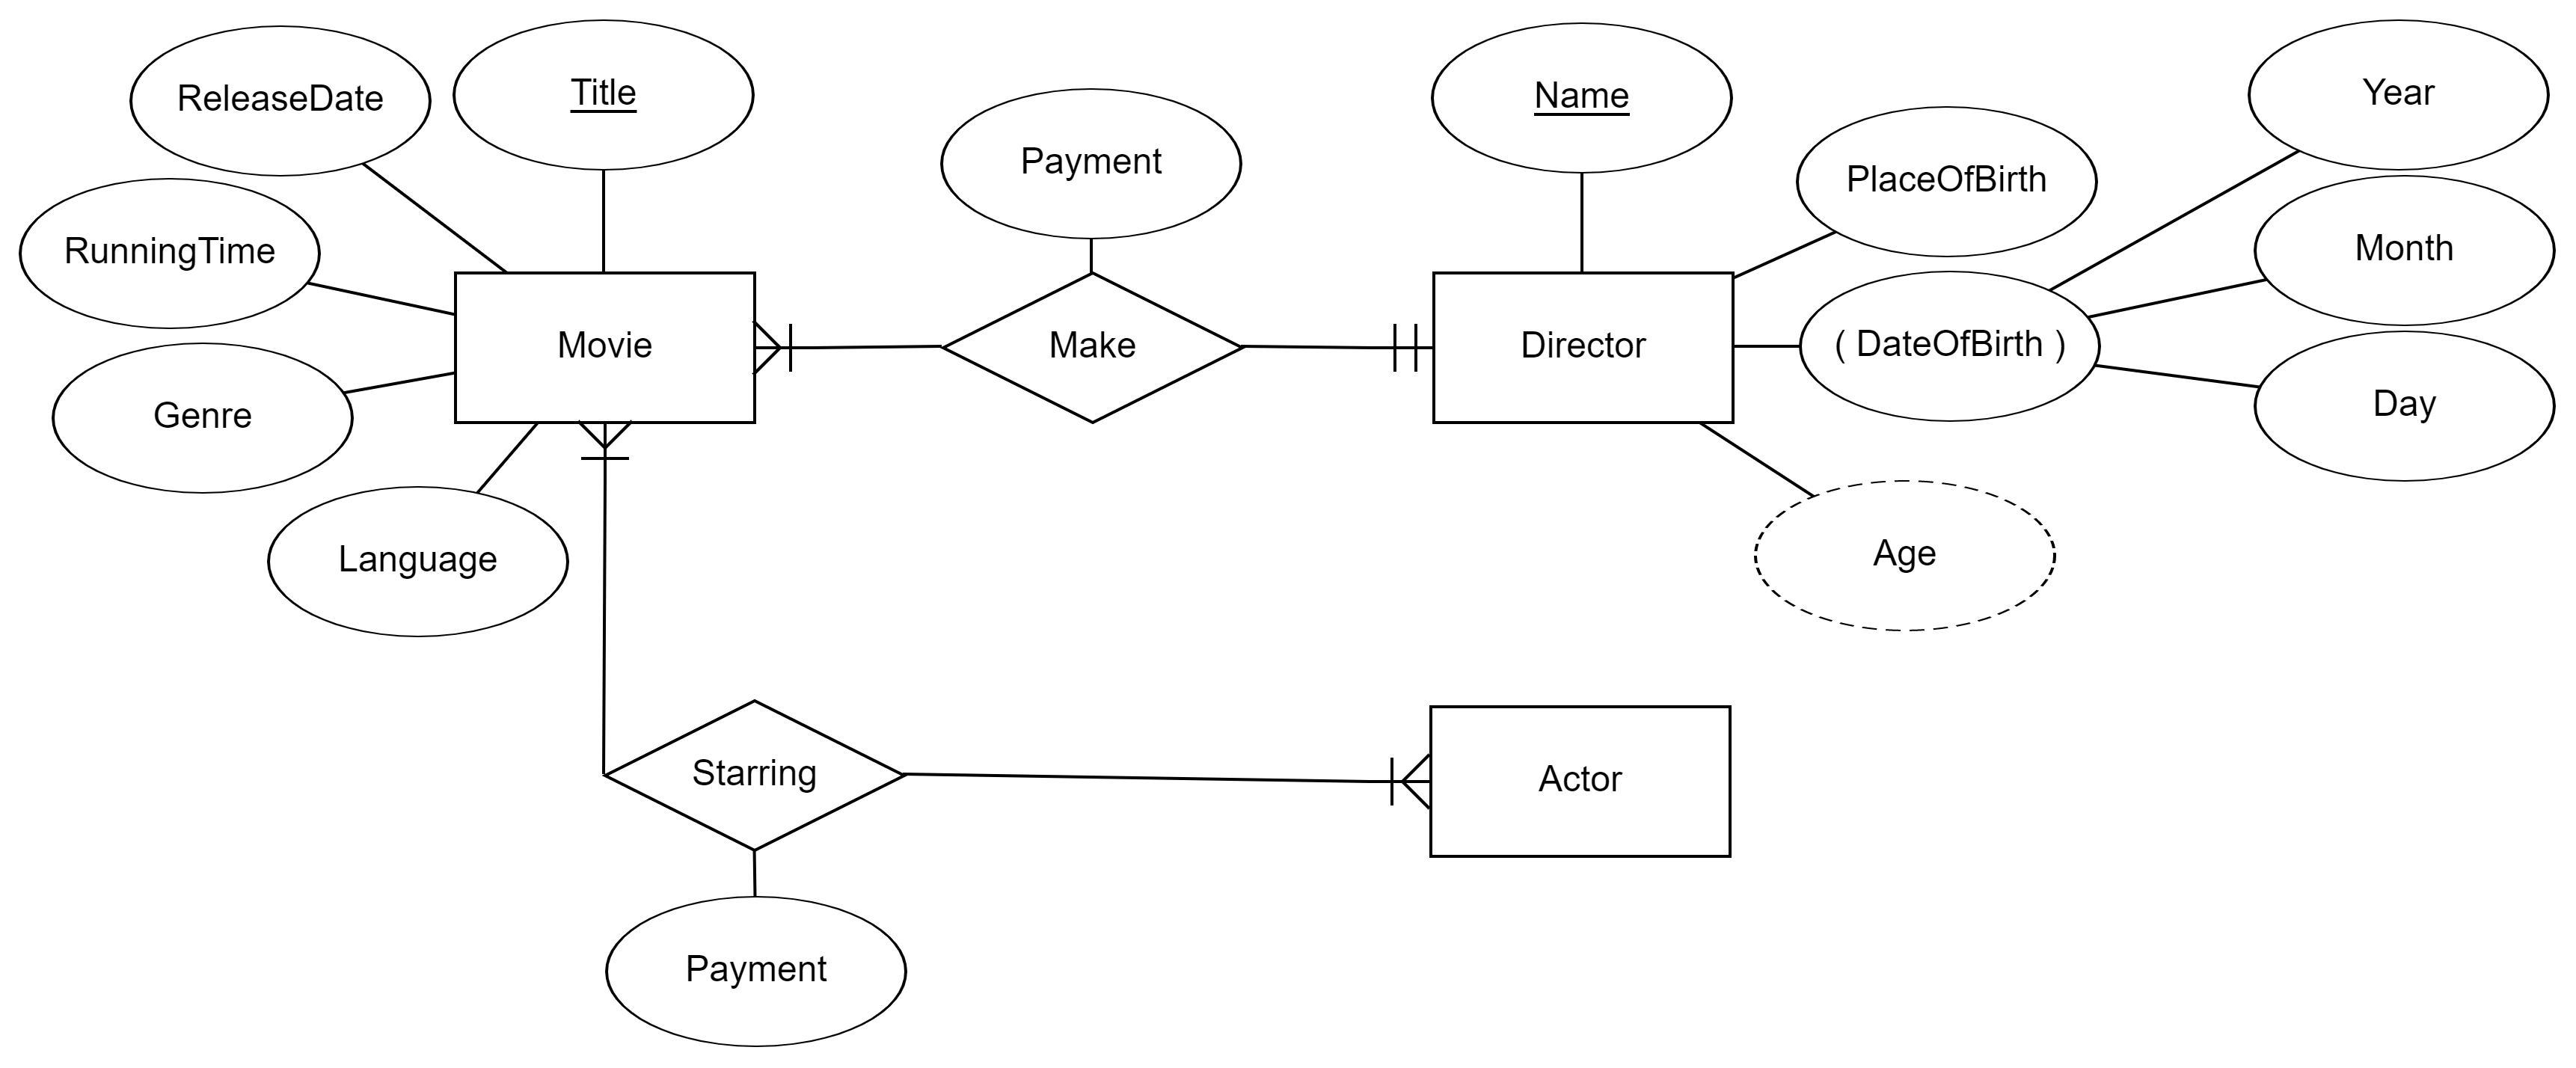 ReleaseDate
Title
Name
Year
Payment
PlaceOfBirth
RunningTime
Month
Movie
Make
Director
( DateOfBirth )
Genre
Day
Language
Age
Starring
Actor
Payment